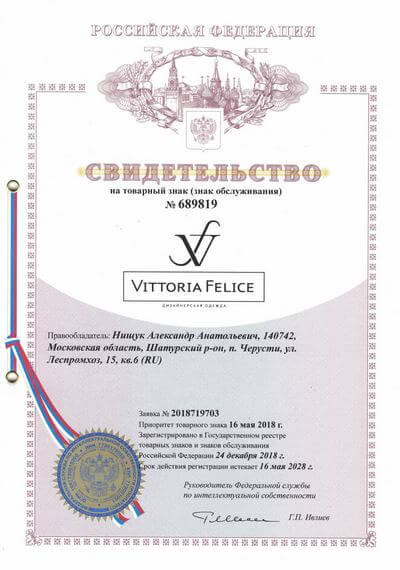 РОССИЙСКАЯ ФЕДЕРАЦИЯ
СВИДЕТЕЛЬСТВО
на товарный знак (знак обслуживания)
№ 689819
VF
VITTORIA FELICE
ДИЗАЙНЕРСКАЯ ОДЕЖДА
Правообладатель: Нищук Александр Анатольевич, 140742,
Московская область, Шатурский р-он, п. Черусти, ул.
Леспромхоз, 15, кв.6 (RU)
Заявка № 2018719703
Приоритет товарного знака 16 мая 2018 г.
Зарегистрировано в Государственном реестре
товарных знаков и знаков обслуживания
Российской Федерации 24 декабря 2018 г.
Срок действия регистрации истекает 16 мая 2028 г.
Руководитель Федеральной службы
по интеллектуальной собственности
Г.П. Ивлиев